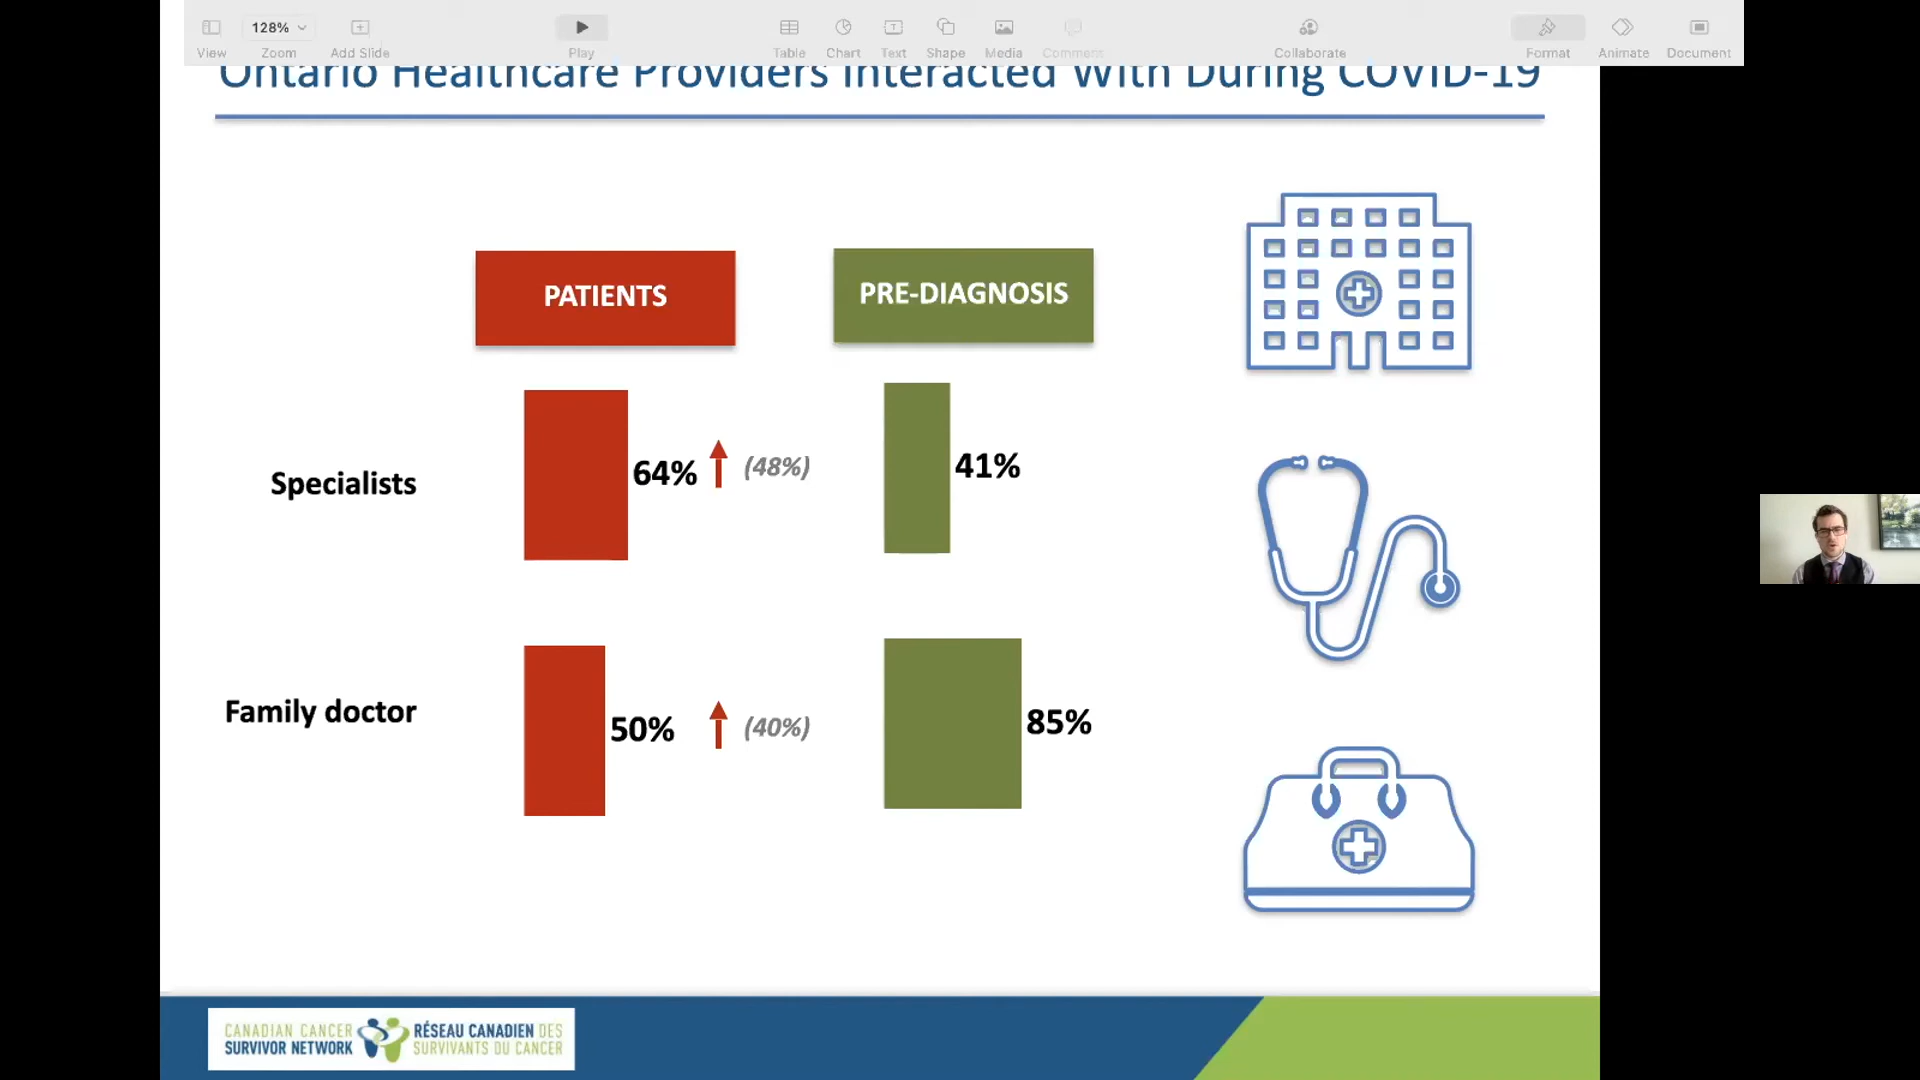 128%
View
Zoom
Add Slide
Play
Table
Chart
Text
Shape
Media
Comment
Collaborate
Format
Animate
Document
Ontario Healthcare Providers Interacted With During COVID-19
PATIENTS
PRE-DIAGNOSIS
Specialists
64%
(48%)
41%
Family doctor
50%
(40%)
85%
CANADIAN CANCER
SURVIVOR NETWORK
RÉSEAU CANADIEN DES
SURVIVANTS DU CANCER